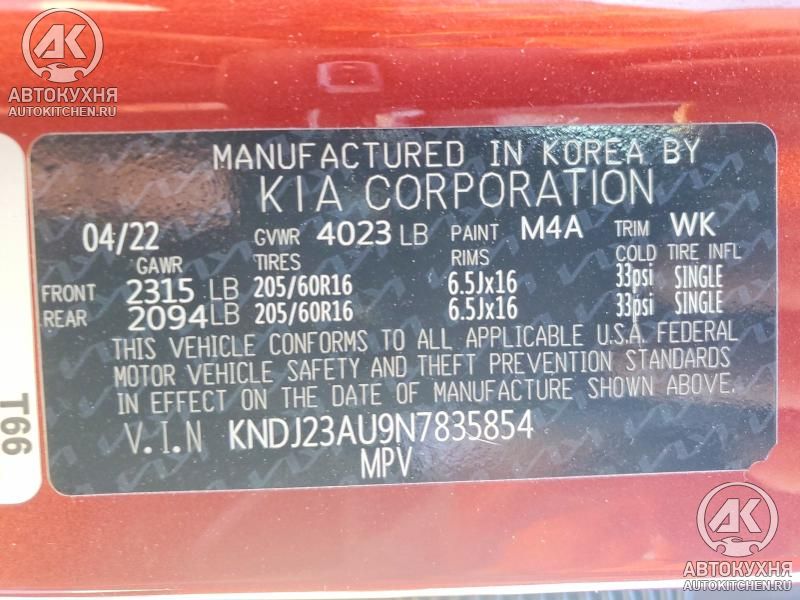 AK
АВТОКУХНЯ
AUTOKITCHEN.RU
MANUFACTURED IN KOREA BY
KIA CORPORATION
04/22 GVWR 4023 LB PAINT M4A TRIM WK
GAWR TIRES RIMS COLD TIRE INFL
FRONT 2315 LB 205/60R16 6.5Jx16 33psi SINGLE
REAR 2094 LB 205/60R16 6.5Jx16 33psi SINGLE
THIS VEHICLE CONFORMS TO ALL APPLICABLE U.S.A. FEDERAL
MOTOR VEHICLE SAFETY AND THEFT PREVENTION STANDARDS
IN EFFECT ON THE DATE OF MANUFACTURE SHOWN ABOVE.
V.I.N KNDJ23AU9N7835854
MPV
T66
AK
АВТОКУХНЯ
AUTOKITCHEN.RU